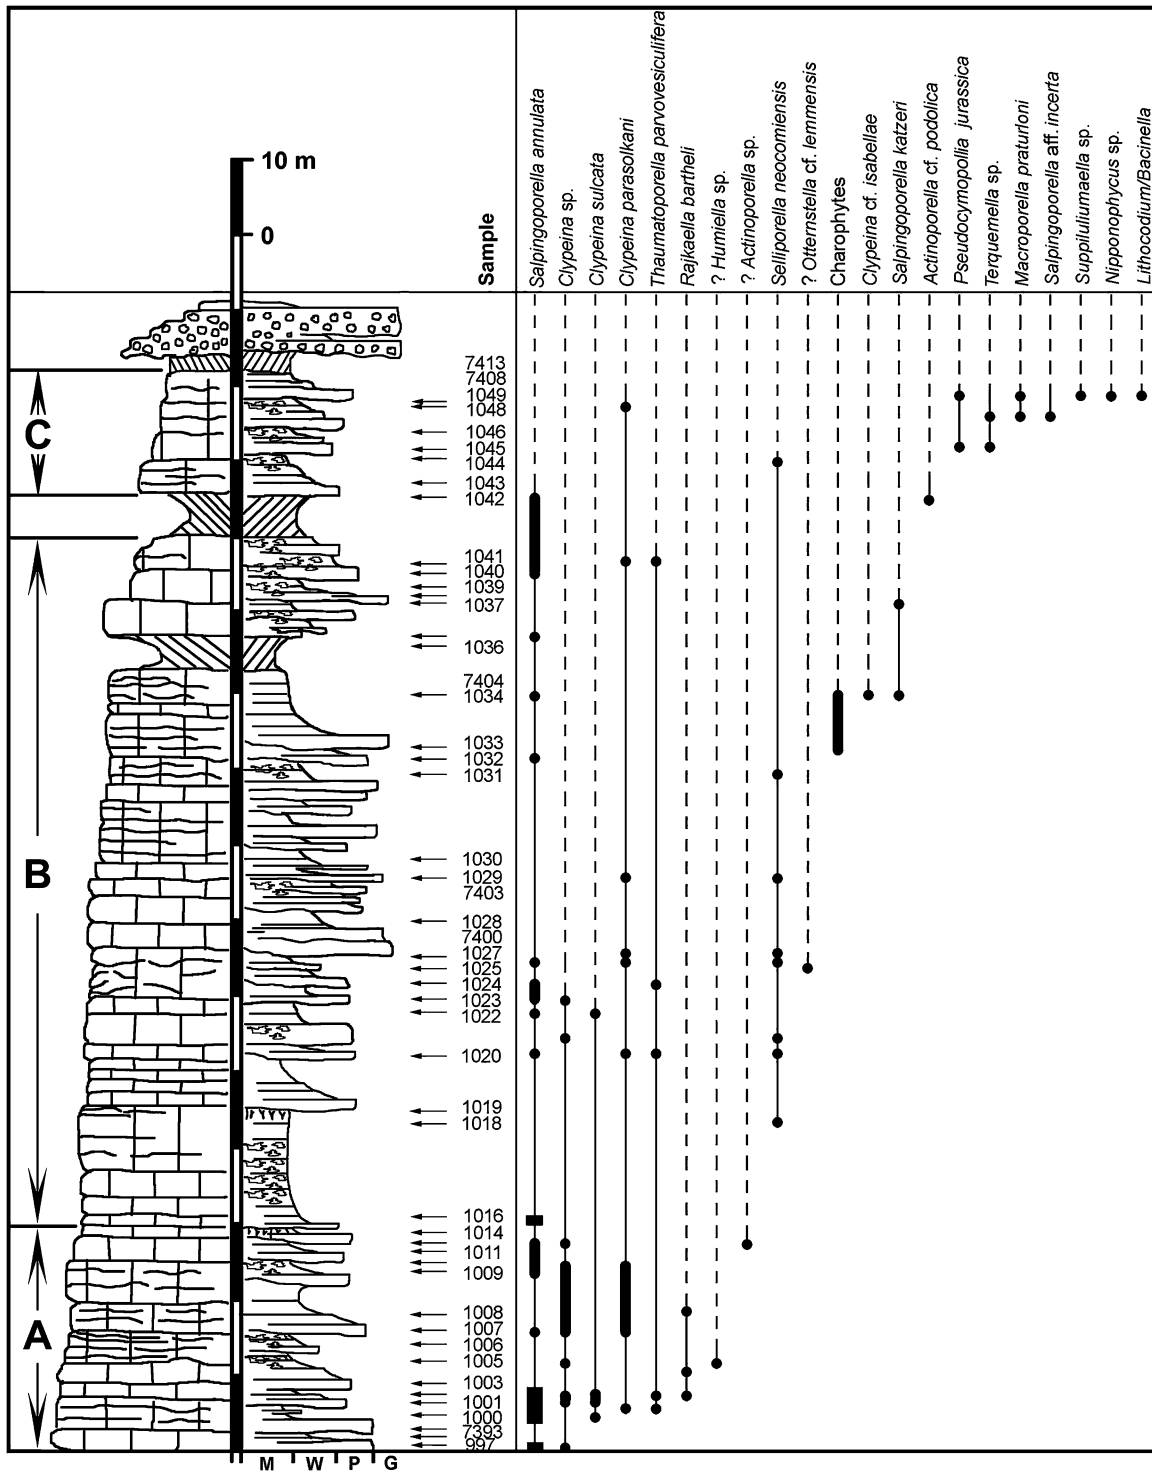 10 m
0
Sample
Salpingoporella annulata
Clypeina sp.
Clypeina sulcata
Clypeina parasolkani
Thaumatoporella parvovesiculifera
Rajkaella bartheli
? Humiella sp.
? Actinoporella sp.
Selliporella neocomiensis
? Otternstella cf. lemmensis
Charophytes
Clypeina cf. isabellae
Salpingoporella katzeri
Actinoporella cf. podolica
Pseudocymopollia jurassica
Terquemella sp.
Macroporella praturloni
Salpingoporella aff. incerta
Suppiluliumaella sp.
Nipponophycus sp.
Lithocodium/Bacinella
C
B
A
7413
7408
1049
1048
1046
1045
1044
1043
1042
1041
1040
1039
1037
1036
7404
1034
1033
1032
1031
1030
1029
7403
1028
7400
1027
1025
1024
1023
1022
1020
1019
1018
1016
1014
1011
1009
1008
1007
1006
1005
1003
1001
1000
7393
997
M W P G